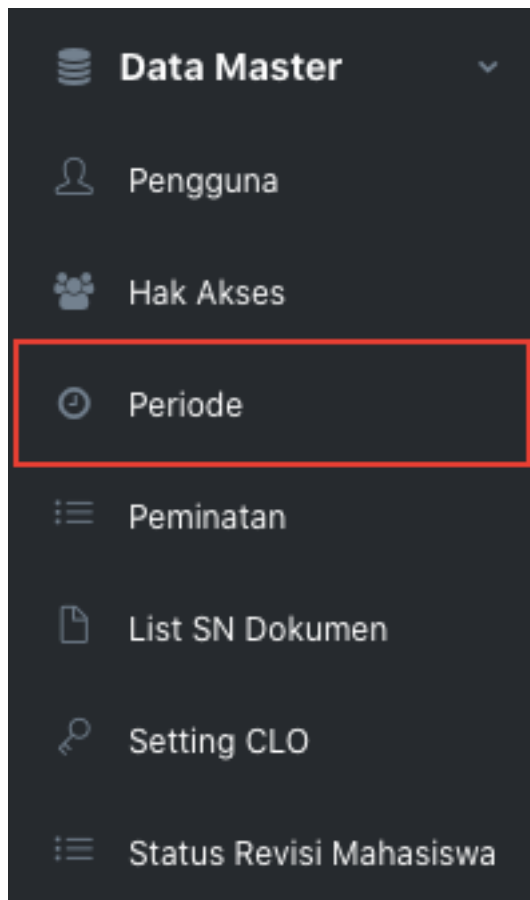 Data Master
Pengguna
Hak Akses
Periode
Peminatan
List SN Dokumen
Setting CLO
Status Revisi Mahasiswa